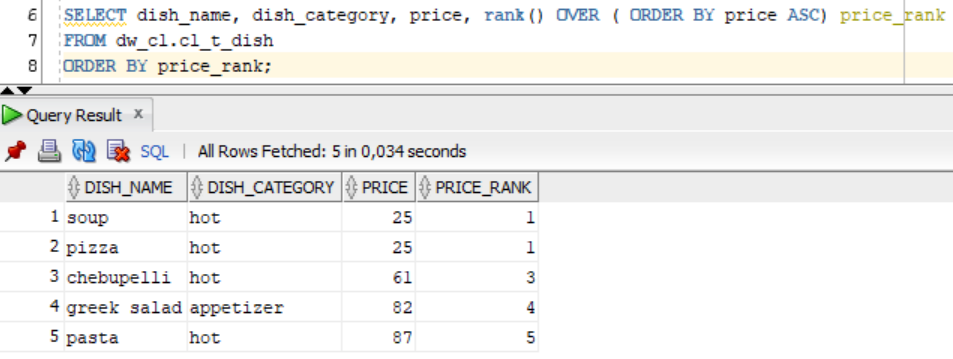 6 SELECT dish_name, dish_category, price, rank() OVER ( ORDER BY price ASC) price_rank
7 FROM dw_cl.cl_t_dish
8 ORDER BY price_rank;
Query Result x
SQL | All Rows Fetched: 5 in 0,034 seconds
DISH_NAME DISH_CATEGORY PRICE PRICE_RANK
1 soup hot 25 1
2 pizza hot 25 1
3 chebupelli hot 61 3
4 greek salad appetizer 82 4
5 pasta hot 87 5